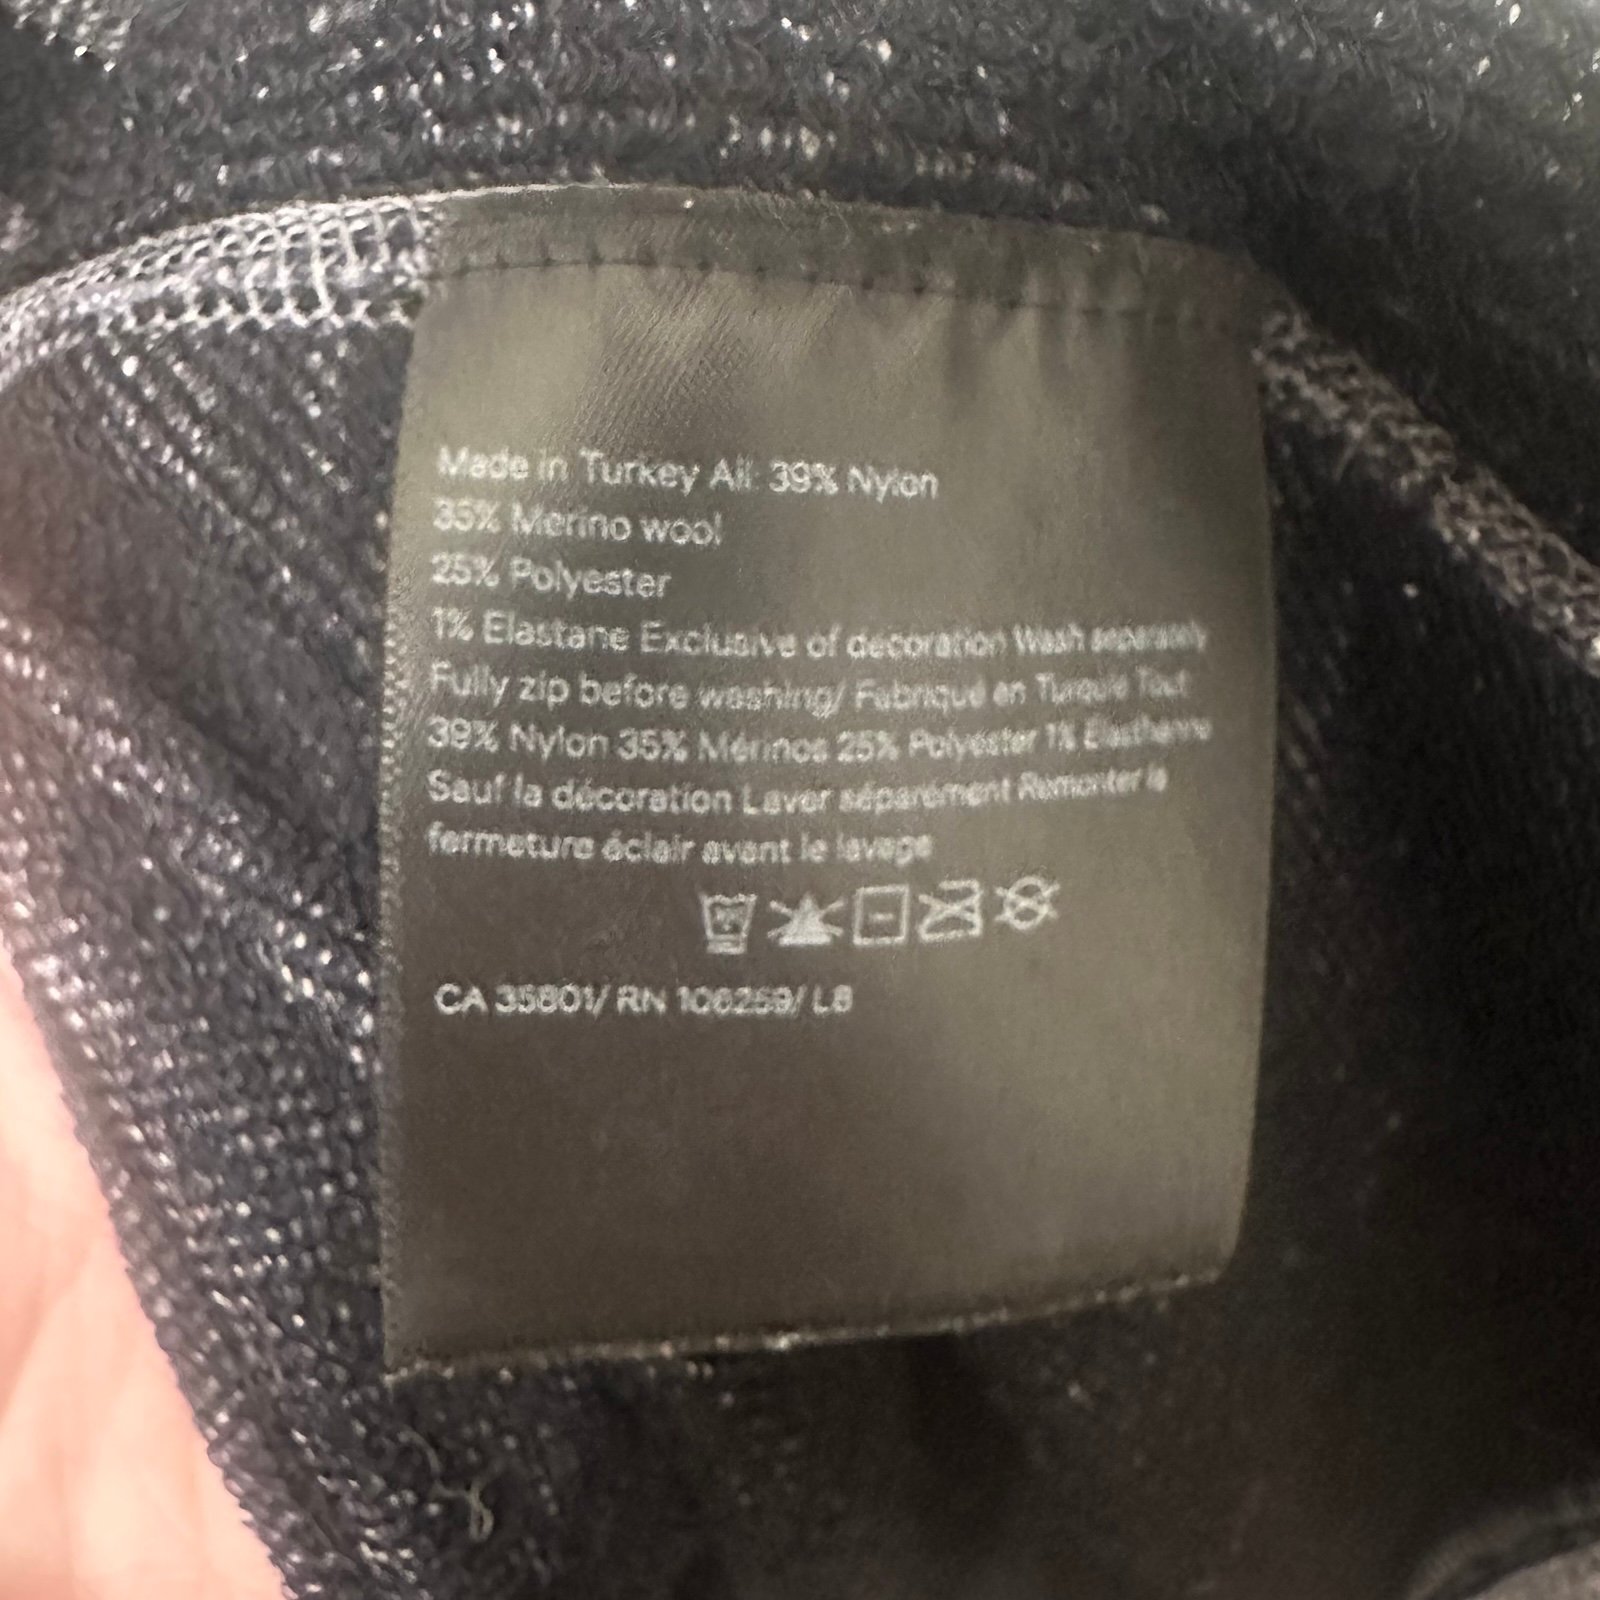 Made in Turkey All: 39% Nylon
35% Merino wool
25% Polyester
1% Elastane Exclusive of decoration Wash separately
Fully zip before washing/ Fabriqué en Turquie Tout:
39% Nylon 35% Mérinos 25% Polyester 1% Élasthanne
Sauf la décoration Laver séparément Remonter la
fermeture éclair avant le lavage
CA 35801/ RN 106259/ L8